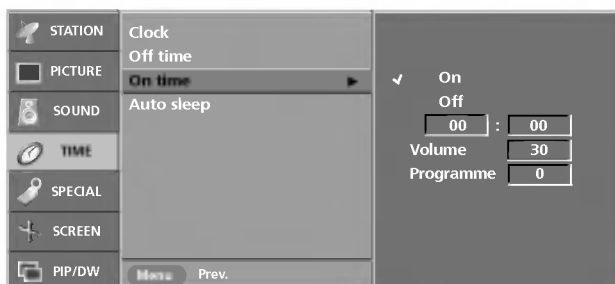 STATION
PICTURE
SOUND
TIME
SPECIAL
SCREEN
PIP/DW
Clock
Off time
On time
Auto sleep
Menu Prev.
On
Off
00 : 00
Volume 30
Programme 0